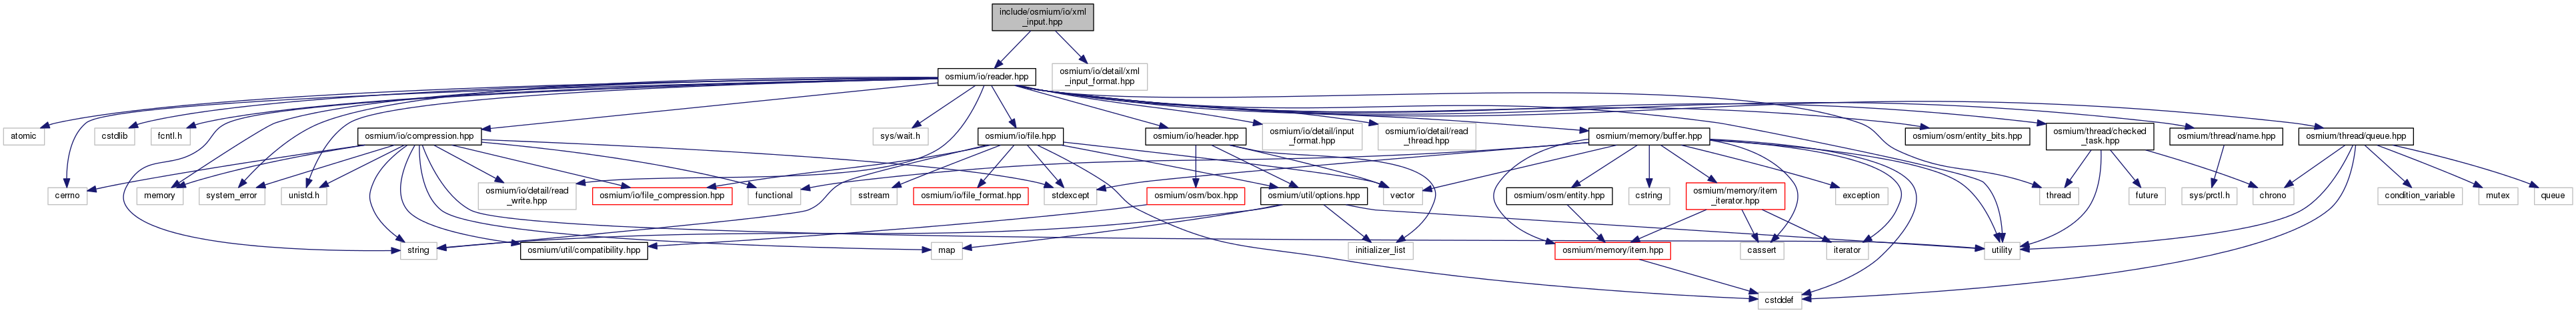 include/osmium/io/xml
_input.hpp
osmium/io/reader.hpp
osmium/io/detail/xml
_input_format.hpp
atomic
cstdlib
fcntl.h
osmium/io/compression.hpp
sys/wait.h
osmium/io/file.hpp
osmium/io/header.hpp
osmium/io/detail/input
_format.hpp
osmium/io/detail/read
_thread.hpp
osmium/memory/buffer.hpp
osmium/osm/entity_bits.hpp
osmium/thread/checked
_task.hpp
osmium/thread/name.hpp
osmium/thread/queue.hpp
cerrno
memory
system_error
unistd.h
osmium/io/detail/read
_write.hpp
osmium/io/file_compression.hpp
functional
sstream
osmium/io/file_format.hpp
stdexcept
osmium/osm/box.hpp
osmium/util/options.hpp
vector
osmium/osm/entity.hpp
cstring
osmium/memory/item
_iterator.hpp
exception
thread
future
sys/prctl.h
chrono
condition_variable
mutex
queue
string
osmium/util/compatibility.hpp
map
initializer_list
osmium/memory/item.hpp
cassert
iterator
utility
cstddef